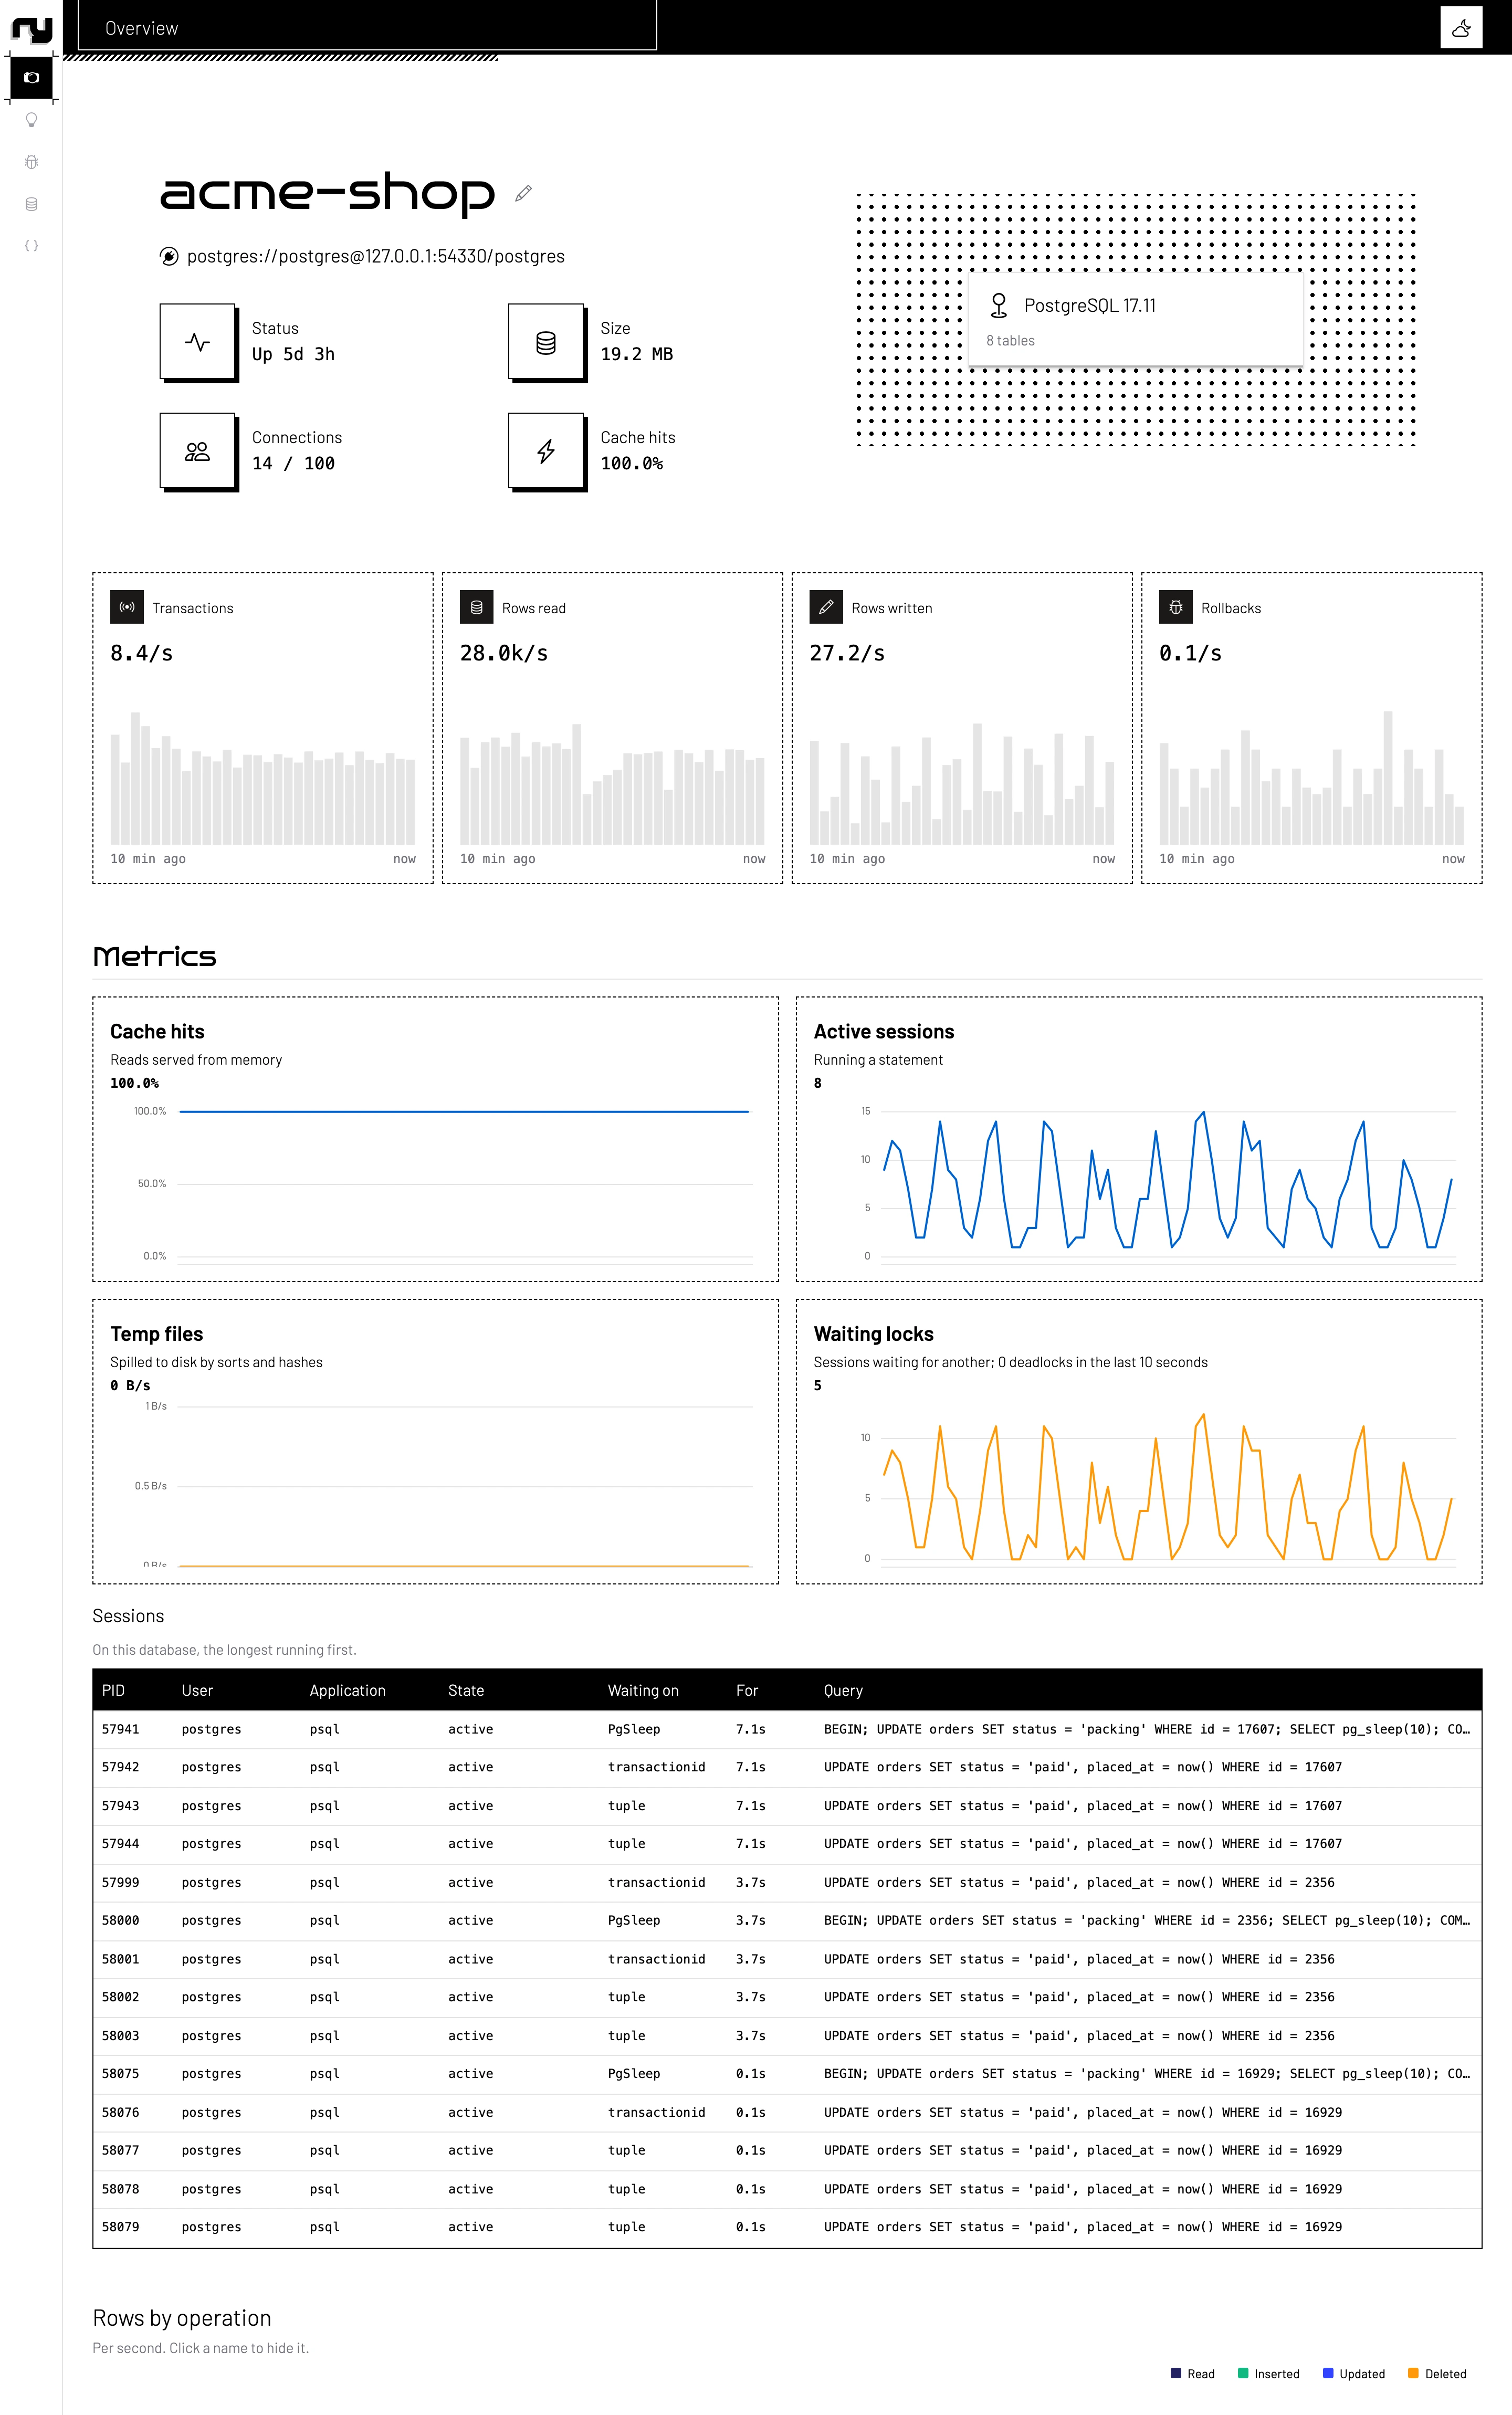 ry
Overview
acme-shop
postgres://postgres@127.0.0.1:54330/postgres
Status
Up 5d 3h
Size
19.2 MB
Connections
14 / 100
Cache hits
100.0%
PostgreSQL 17.11
8 tables
Transactions
8.4/s
10 min ago now
Rows read
28.0k/s
10 min ago now
Rows written
27.2/s
10 min ago now
Rollbacks
0.1/s
10 min ago now
Metrics
Cache hits
Reads served from memory
100.0%
100.0%
50.0%
0.0%
Active sessions
Running a statement
8
15
10
5
0
Temp files
Spilled to disk by sorts and hashes
0 B/s
1 B/s
0.5 B/s
0 B/s
Waiting locks
Sessions waiting for another; 0 deadlocks in the last 10 seconds
5
10
5
0
Sessions
On this database, the longest running first.
PID User Application State Waiting on For Query
57941 postgres psql active PgSleep 7.1s BEGIN; UPDATE orders SET status = 'packing' WHERE id = 17607; SELECT pg_sleep(10); CO…
57942 postgres psql active transactionid 7.1s UPDATE orders SET status = 'paid', placed_at = now() WHERE id = 17607
57943 postgres psql active tuple 7.1s UPDATE orders SET status = 'paid', placed_at = now() WHERE id = 17607
57944 postgres psql active tuple 7.1s UPDATE orders SET status = 'paid', placed_at = now() WHERE id = 17607
57999 postgres psql active transactionid 3.7s UPDATE orders SET status = 'paid', placed_at = now() WHERE id = 2356
58000 postgres psql active PgSleep 3.7s BEGIN; UPDATE orders SET status = 'packing' WHERE id = 2356; SELECT pg_sleep(10); COM…
58001 postgres psql active transactionid 3.7s UPDATE orders SET status = 'paid', placed_at = now() WHERE id = 2356
58002 postgres psql active tuple 3.7s UPDATE orders SET status = 'paid', placed_at = now() WHERE id = 2356
58003 postgres psql active tuple 3.7s UPDATE orders SET status = 'paid', placed_at = now() WHERE id = 2356
58075 postgres psql active PgSleep 0.1s BEGIN; UPDATE orders SET status = 'packing' WHERE id = 16929; SELECT pg_sleep(10); CO…
58076 postgres psql active transactionid 0.1s UPDATE orders SET status = 'paid', placed_at = now() WHERE id = 16929
58077 postgres psql active tuple 0.1s UPDATE orders SET status = 'paid', placed_at = now() WHERE id = 16929
58078 postgres psql active tuple 0.1s UPDATE orders SET status = 'paid', placed_at = now() WHERE id = 16929
58079 postgres psql active tuple 0.1s UPDATE orders SET status = 'paid', placed_at = now() WHERE id = 16929
Rows by operation
Per second. Click a name to hide it.
Read Inserted Updated Deleted